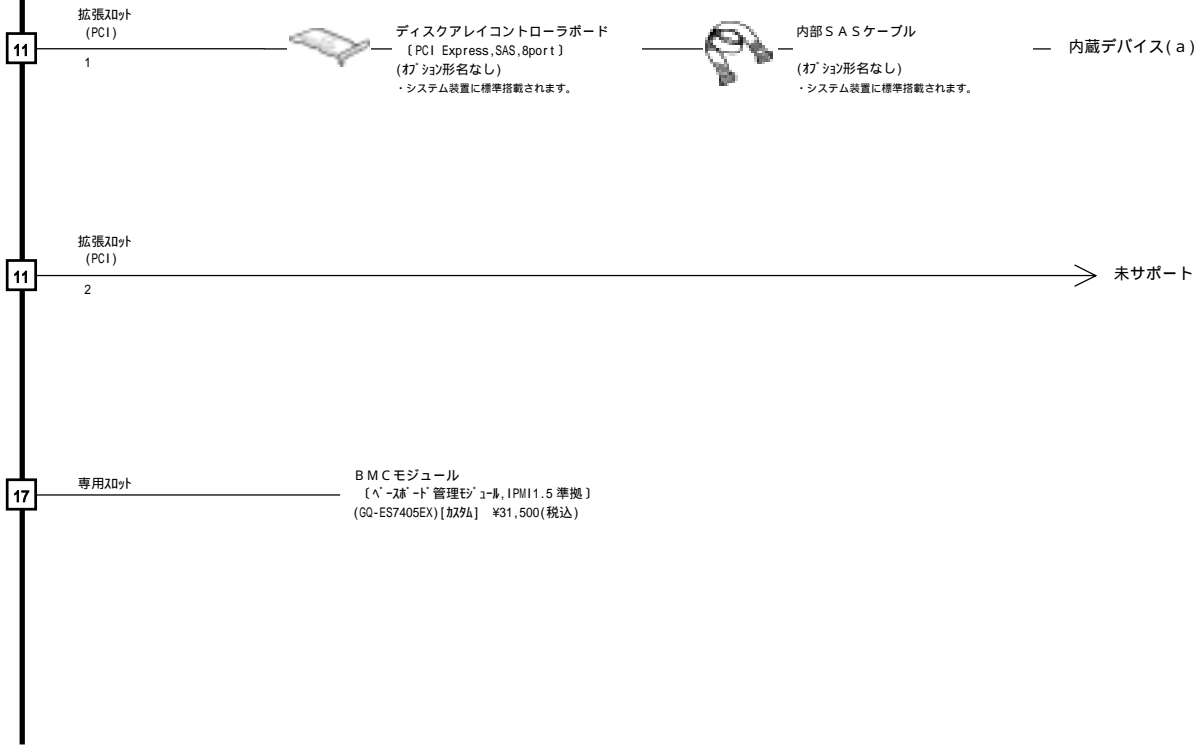 拡張ｽﾛｯﾄ
(PCI)
11
1
ディスクアレイコントローラボード
〔PCI Express,SAS,8port〕
(ｵﾌﾟｼｮﾝ形名なし)
・システム装置に標準搭載されます。
内部ＳＡＳケーブル
(ｵﾌﾟｼｮﾝ形名なし)
・システム装置に標準搭載されます。
内蔵デバイス(a)
拡張ｽﾛｯﾄ
(PCI)
11
2
未サポート
17
専用ｽﾛｯﾄ
ＢＭＣモジュール
〔ﾍﾞｰｽﾎﾞｰﾄﾞ管理ﾓｼﾞｭｰﾙ,IPMI1.5準拠〕
(GQ-ES7405EX)[ｶｽﾀﾑ] ¥31,500(税込)